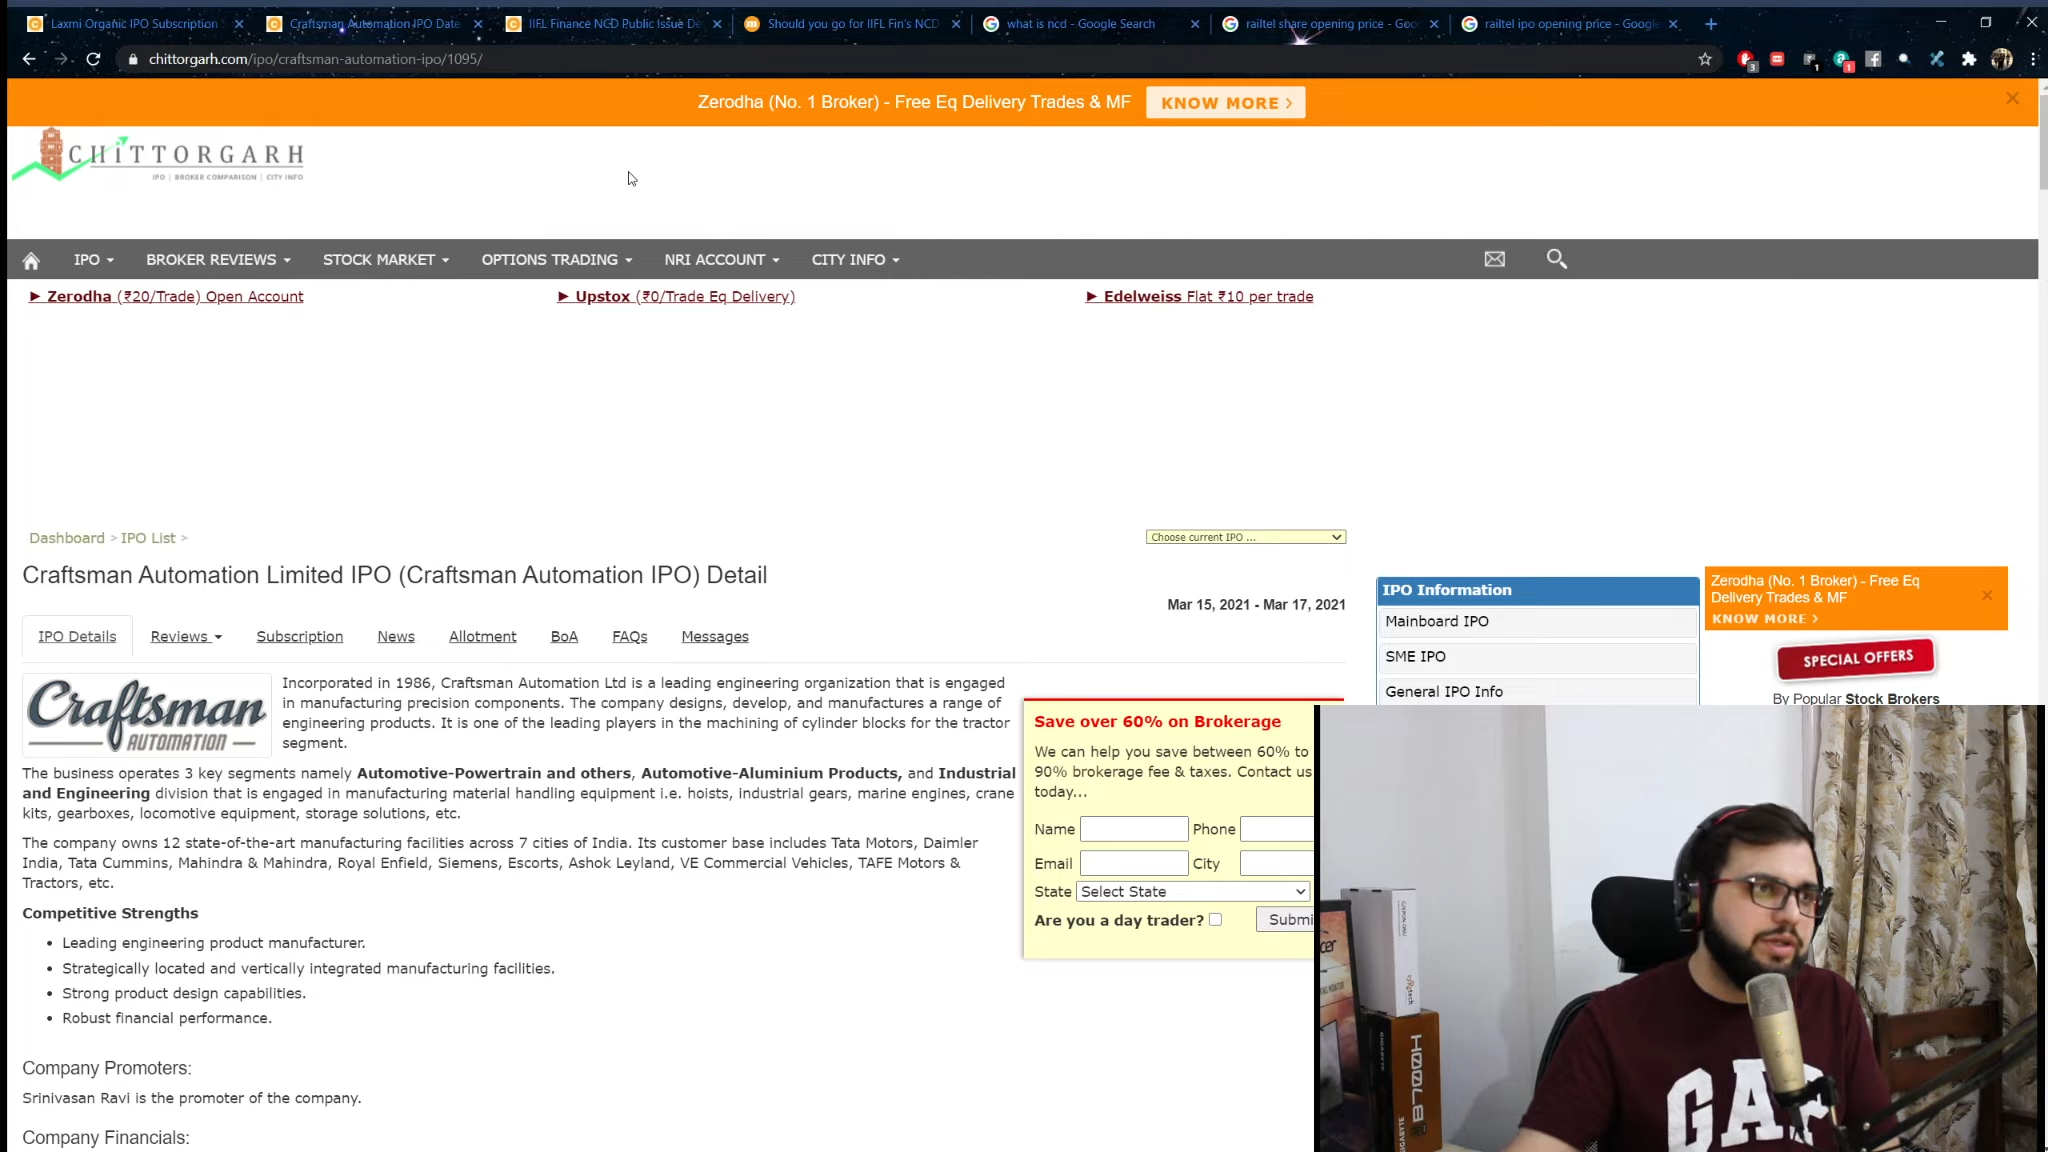 Laxmi Organic IPO Subscription
Craftsman Automation IPO Date
IIFL Finance NCD Public Issue De
Should you go for IIFL Fin's NCD
what is ncd - Google Search
railtel share opening price - Goo
railtel ipo opening price - Google
chittorgarh.com/ipo/craftsman-automation-ipo/1095/
Zerodha (No. 1 Broker) - Free Eq Delivery Trades & MF
KNOW MORE >
CHITTORGARH
IPO | BROKER COMPARISON | CITY INFO
IPO
BROKER REVIEWS
STOCK MARKET
OPTIONS TRADING
NRI ACCOUNT
CITY INFO
► Zerodha (₹20/Trade) Open Account
► Upstox (₹0/Trade Eq Delivery)
► Edelweiss Flat ₹10 per trade
Dashboard > IPO List >
Choose current IPO ...
Craftsman Automation Limited IPO (Craftsman Automation IPO) Detail
Mar 15, 2021 - Mar 17, 2021
IPO Details
Reviews
Subscription
News
Allotment
BoA
FAQs
Messages
Craftsman
AUTOMATION
Incorporated in 1986, Craftsman Automation Ltd is a leading engineering organization that is engaged
in manufacturing precision components. The company designs, develop, and manufactures a range of
engineering products. It is one of the leading players in the machining of cylinder blocks for the tractor
segment.
The business operates 3 key segments namely Automotive-Powertrain and others, Automotive-Aluminium Products, and Industrial
and Engineering division that is engaged in manufacturing material handling equipment i.e. hoists, industrial gears, marine engines, crane
kits, gearboxes, locomotive equipment, storage solutions, etc.
The company owns 12 state-of-the-art manufacturing facilities across 7 cities of India. Its customer base includes Tata Motors, Daimler
India, Tata Cummins, Mahindra & Mahindra, Royal Enfield, Siemens, Escorts, Ashok Leyland, VE Commercial Vehicles, TAFE Motors &
Tractors, etc.
Competitive Strengths
• Leading engineering product manufacturer.
• Strategically located and vertically integrated manufacturing facilities.
• Strong product design capabilities.
• Robust financial performance.
Company Promoters:
Srinivasan Ravi is the promoter of the company.
Company Financials:
Save over 60% on Brokerage
We can help you save between 60% to
90% brokerage fee & taxes. Contact us
today...
Name
Phone
Email
City
State
Select State
Are you a day trader?
Submi
IPO Information
Mainboard IPO
SME IPO
General IPO Info
Zerodha (No. 1 Broker) - Free Eq
Delivery Trades & MF
KNOW MORE >
SPECIAL OFFERS
By Popular Stock Brokers
GAP
GIGABYTE